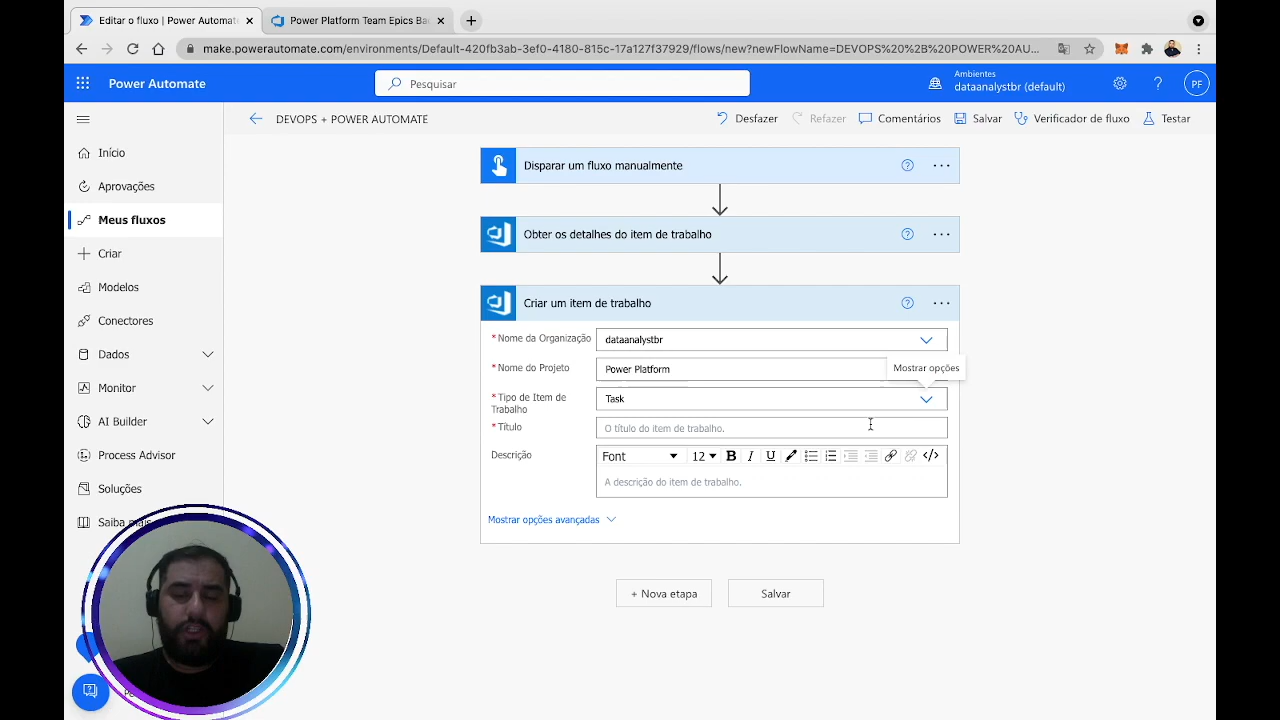 Editar o fluxo | Power Automate
Power Platform Team Epics Ba
make.powerautomate.com/environments/Default-420fb3ab-3ef0-4180-815c-17a127f37929/flows/new?newFlowName=DEVOPS%20%2B%20POWER%20AU...
Power Automate
Pesquisar
Ambientes
dataanalystbr (default)
PF
DEVOPS + POWER AUTOMATE
Desfazer
Refazer
Comentários
Salvar
Verificador de fluxo
Testar
Início
Aprovações
Meus fluxos
Criar
Modelos
Conectores
Dados
Monitor
AI Builder
Process Advisor
Soluções
Saiba mais
Disparar um fluxo manualmente
Obter os detalhes do item de trabalho
Criar um item de trabalho
* Nome da Organização
dataanalystbr
* Nome do Projeto
Power Platform
Mostrar opções
* Tipo de Item de
Trabalho
Task
* Título
O título do item de trabalho.
Descrição
Font
12
B I U </>
A descrição do item de trabalho.
Mostrar opções avançadas
+ Nova etapa
Salvar